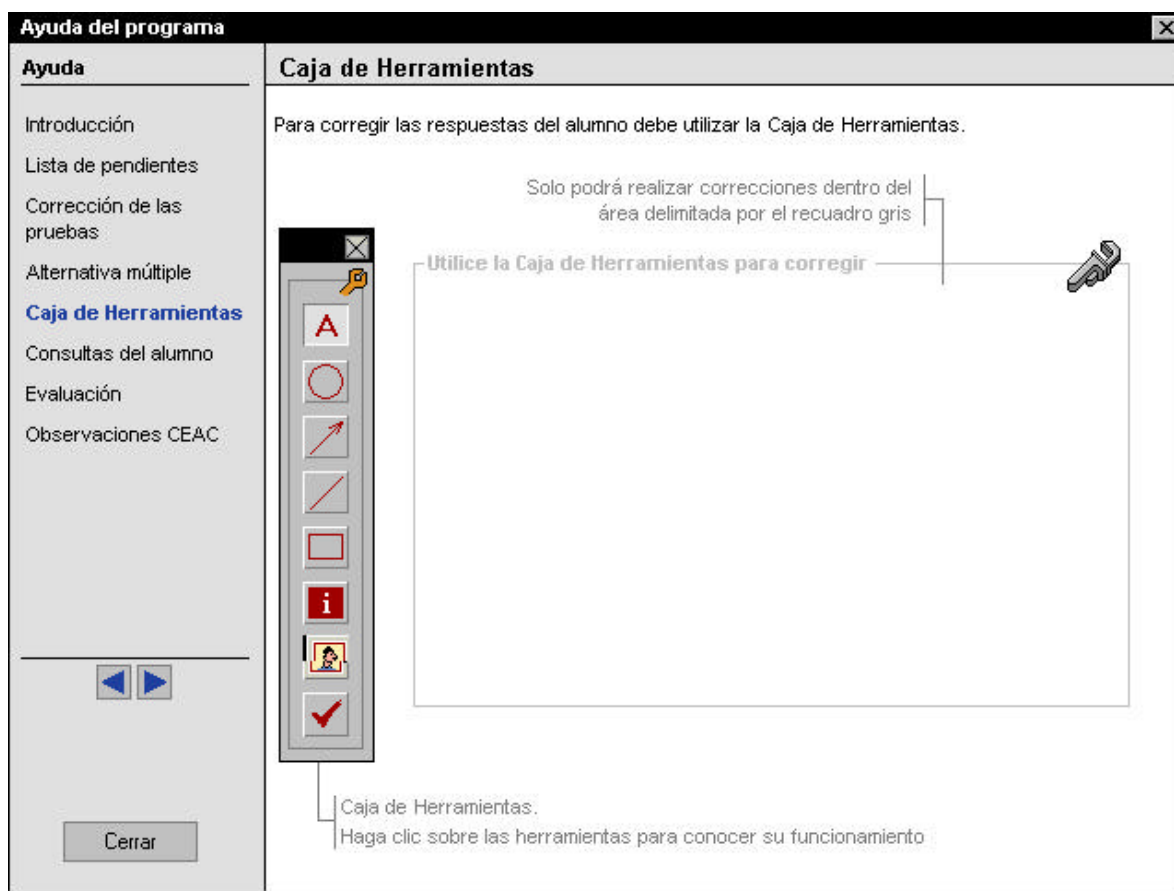 Ayuda del programa
Ayuda
Introducción
Lista de pendientes
Corrección de las
pruebas
Alternativa múltiple
Caja de Herramientas
Consultas del alumno
Evaluación
Observaciones CEAC
Cerrar
Caja de Herramientas
Para corregir las respuestas del alumno debe utilizar la Caja de Herramientas.
Solo podrá realizar correcciones dentro del
área delimitada por el recuadro gris
Utilice la Caja de Herramientas para corregir
A
i
Caja de Herramientas.
Haga clic sobre las herramientas para conocer su funcionamiento